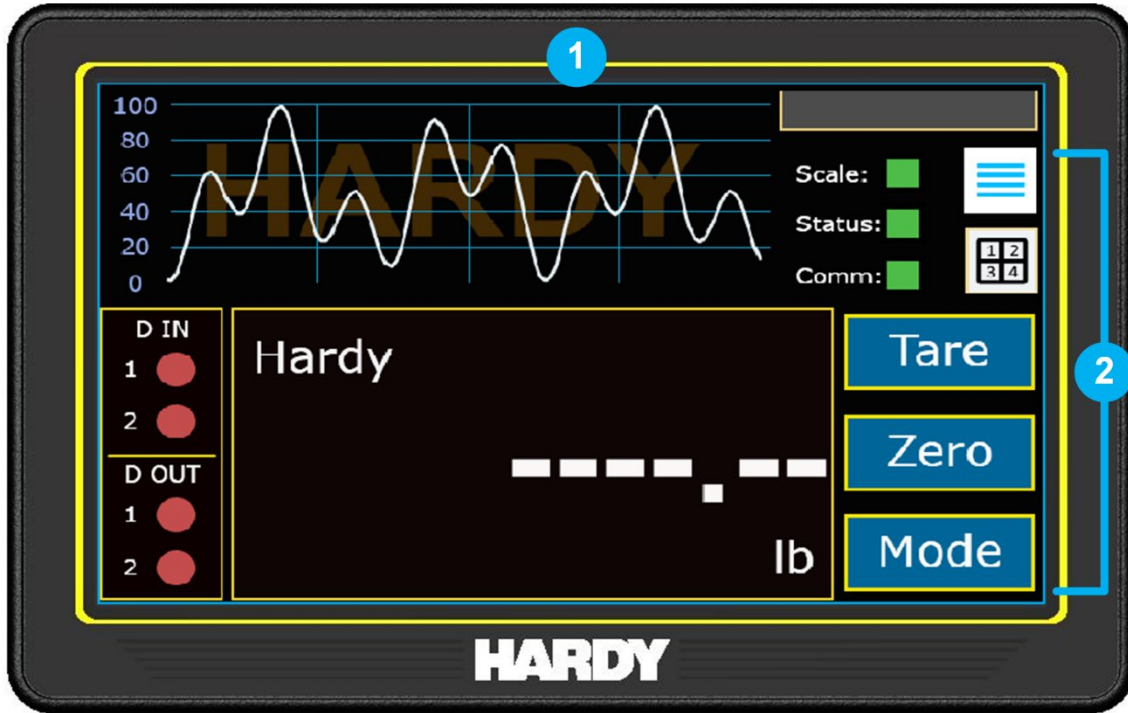 1
100
80
60
40
20
0
HARDY
Scale:
Status:
Comm:
1 2
3 4
D IN
1
2
D OUT
1
2
Hardy
----.--
lb
Tare
Zero
Mode
2
HARDY